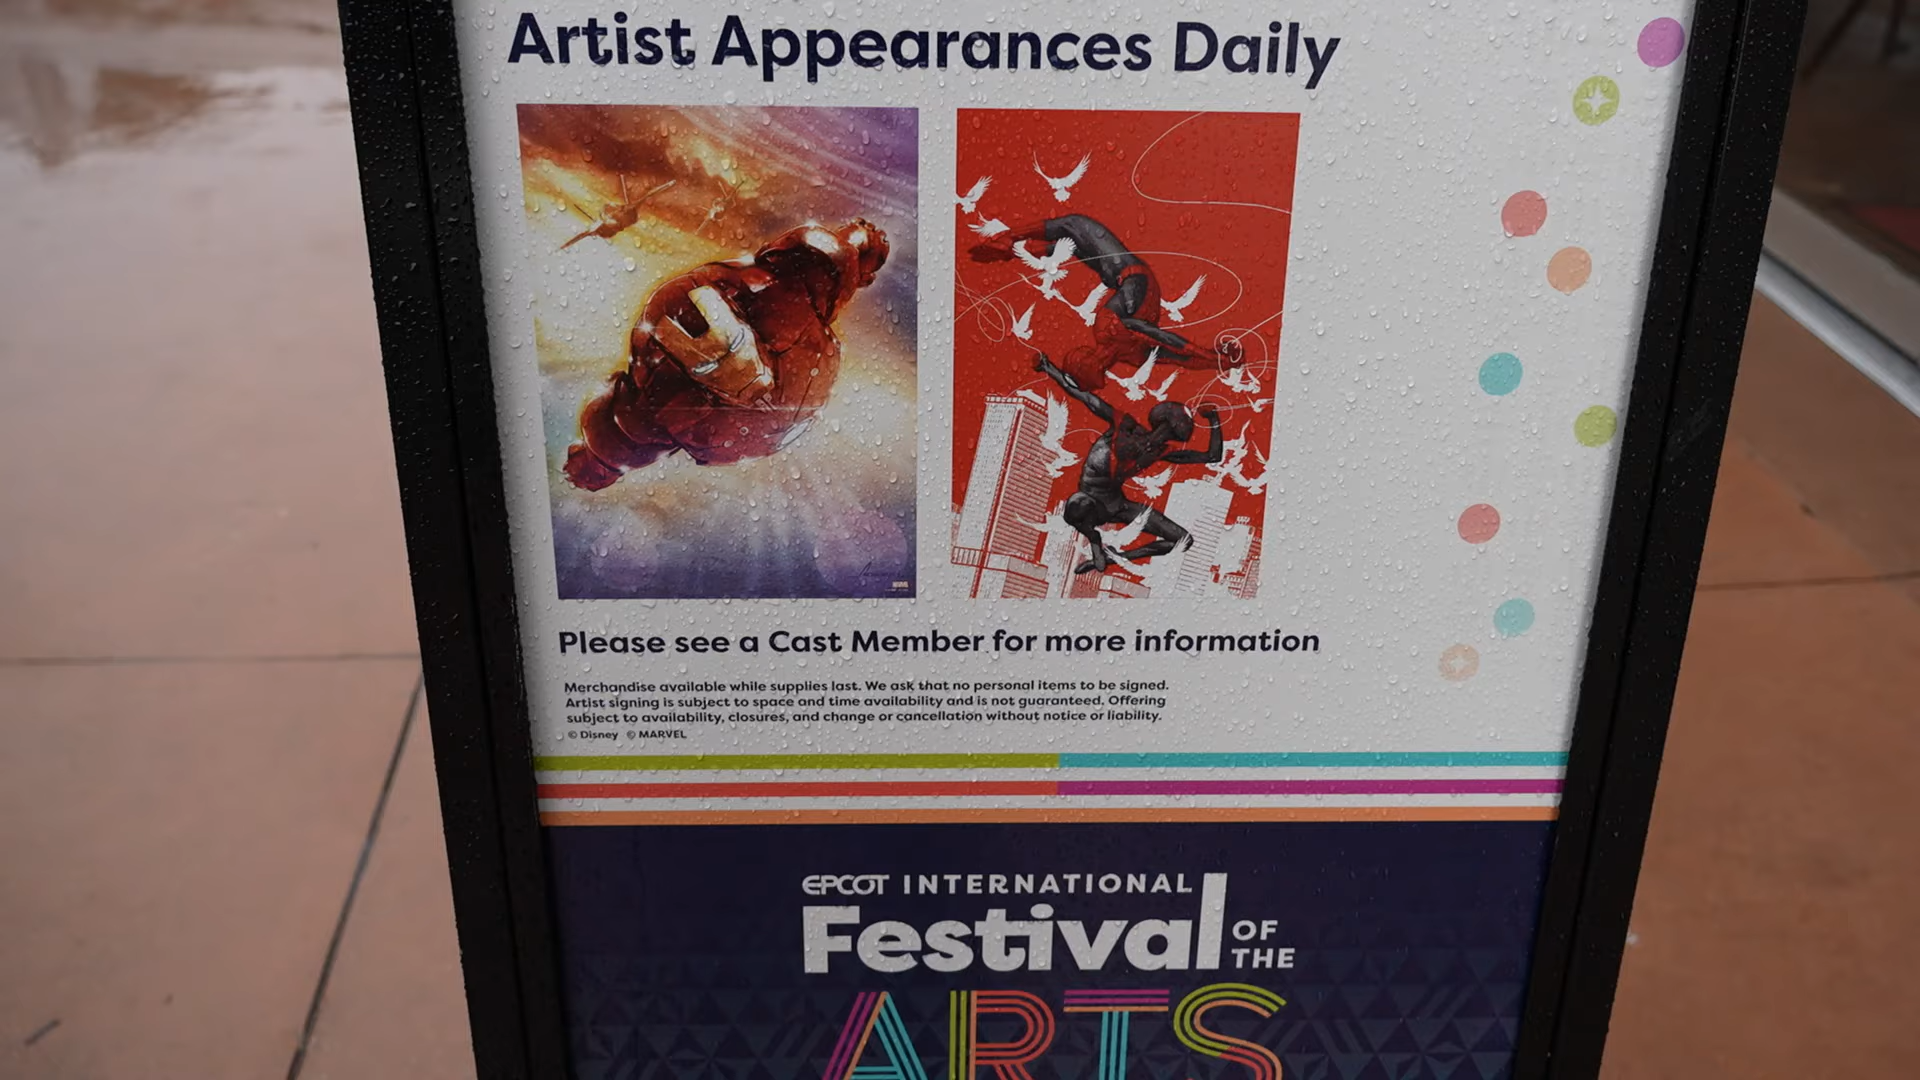 Artist Appearances Daily
MARVEL
Please see a Cast Member for more information
Merchandise available while supplies last. We ask that no personal items to be signed.
Artist signing is subject to space and time availability and is not guaranteed. Offering
subject to availability, closures, and change or cancellation without notice or liability.
© Disney © MARVEL
EPCOT INTERNATIONAL
Festival OF THE
ARTS